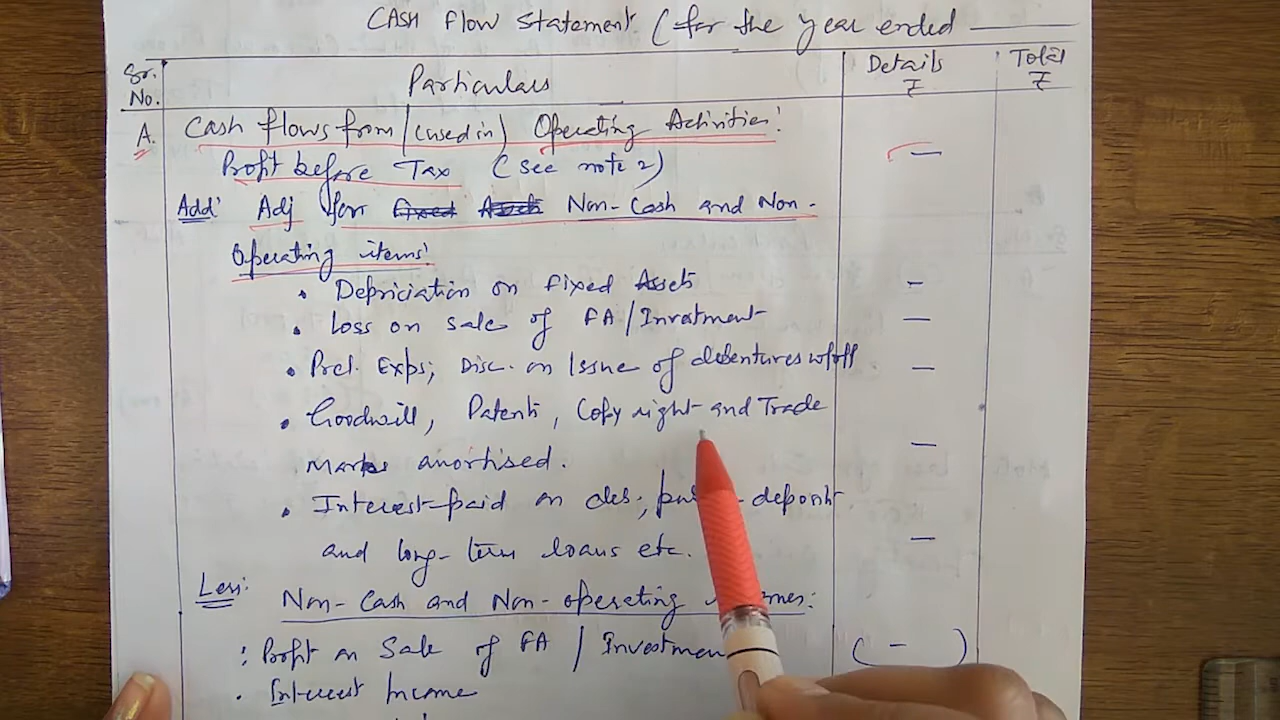 CASH Flow Statement (for the year ended
Sr. No.
Particulars
Details ₹
Total ₹
A. Cash flows from/(used in) Operating Activities:
Profit before Tax (see note 2)
Add: Adj for Non-Cash and Non-
Operating items:
• Depriciation on Fixed Assets
• Loss on sale of FA/Investment
• Prel. Exps; Disc. on Issue of debentures w/off
• Goodwill, Patents, Copy right and Trade
Marks amortised.
• Interest paid on deb; deposit
and long-term loans etc.
Less: Non-Cash and Non-operating
: Profit on Sale of FA / Investmen
• Interest Income